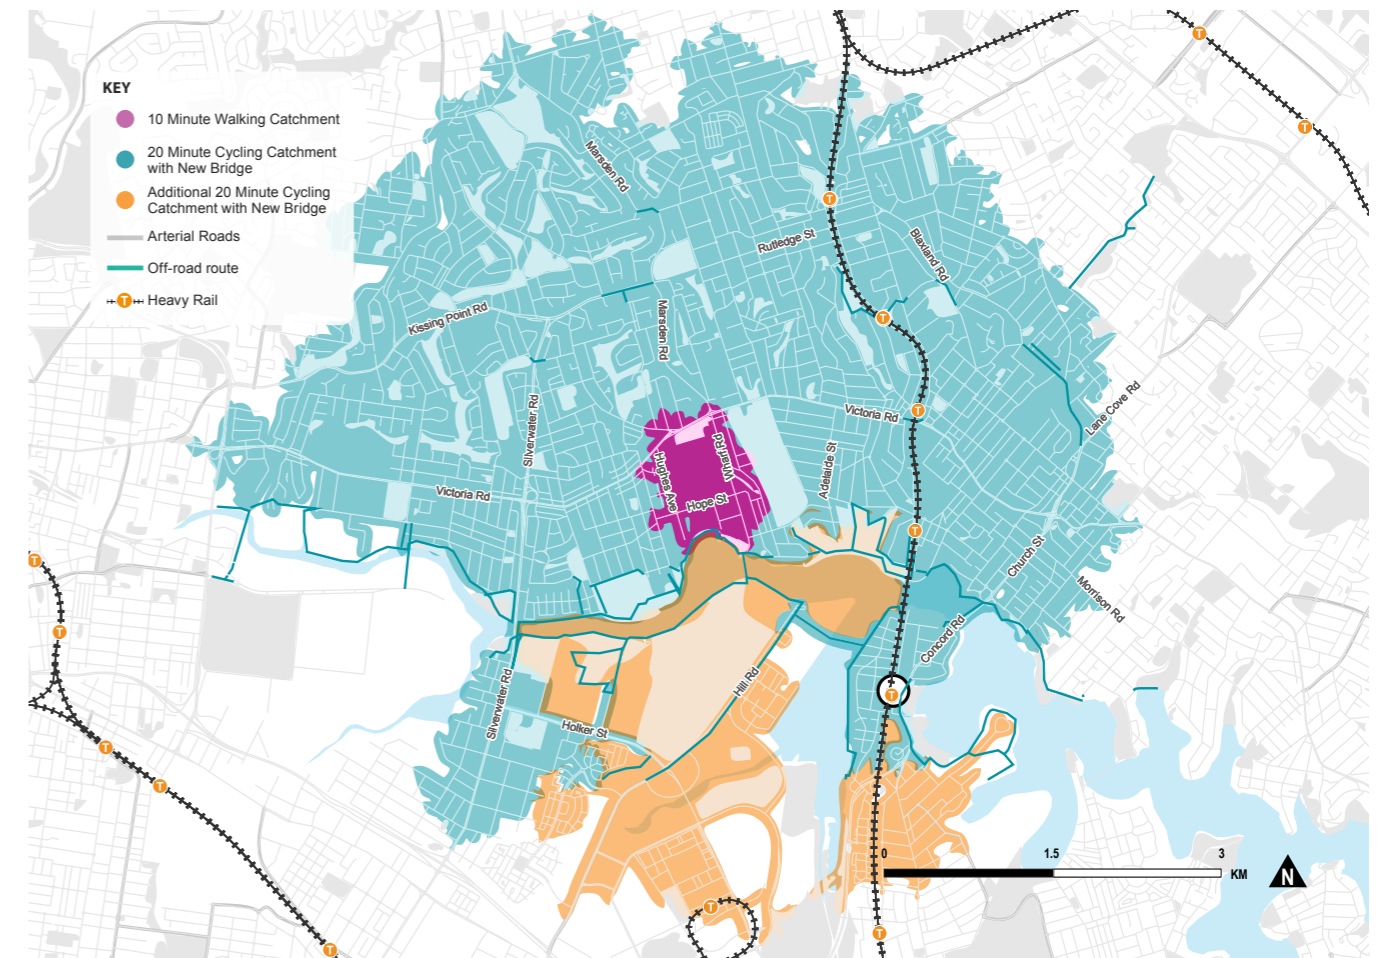 KEY
10 Minute Walking Catchment
20 Minute Cycling Catchment
with New Bridge
Additional 20 Minute Cycling
Catchment with New Bridge
Arterial Roads
Off-road route
T
Heavy Rail
T
T
Marsden Rd
T
Rutledge St
Blaxland Rd
Kissing Point Rd
Marsden Rd
T
Silverwater Rd
Victoria Rd
T
Lane Cove Rd
Hughes Ave
Wharf Rd
Adelaide St
Victoria Rd
Hope St
T
T
Church St
Morrison Rd
T
Concord Rd
Silverwater Rd
Hill Rd
T
Holker St
T
T
0
1.5
3
KM
N
T
T
T